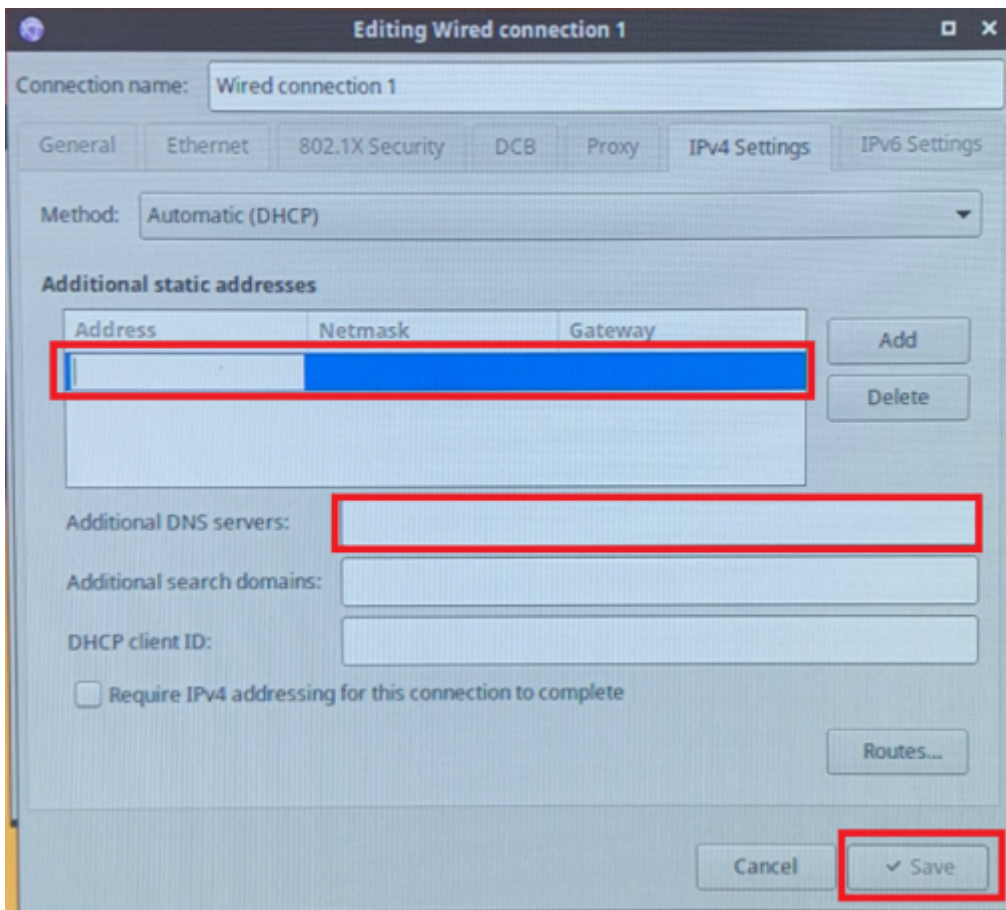 Editing Wired connection 1
Connection name: Wired connection 1
General Ethernet 802.1X Security DCB Proxy IPv4 Settings IPv6 Settings
Method: Automatic (DHCP)
Additional static addresses
Address Netmask Gateway
Add
Delete
Additional DNS servers:
Additional search domains:
DHCP client ID:
Require IPv4 addressing for this connection to complete
Routes...
Cancel Save